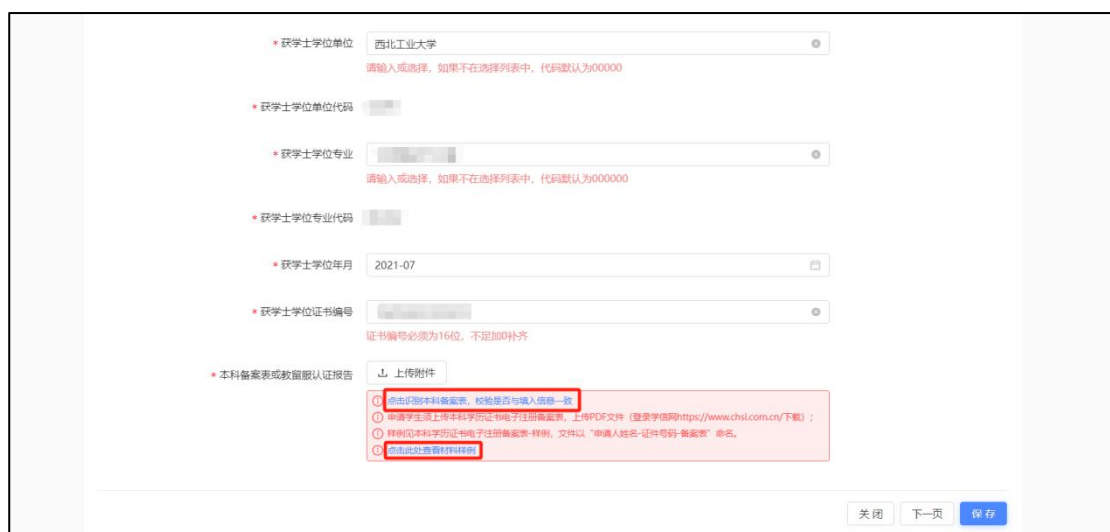 * 获学士学位单位 西北工业大学
请输入或选择，如果不在选择列表中，代码默认为00000
* 获学士学位单位代码
* 获学士学位专业
请输入或选择，如果不在选择列表中，代码默认为000000
* 获学士学位专业代码
* 获学士学位年月 2021-07
* 获学士学位证书编号
证书编号必须为16位，不足加0补齐
* 本科备案表或教留服认证报告 上传附件
点击识别本科备案表，校验是否与填入信息一致
申请学生须上传本科学历证书电子注册备案表，上传PDF文件（登录学信网https://www.chsi.com.cn/下载）；
样例见本科学历证书电子注册备案表-样例，文件以“申请人姓名-证件号码-备案表”命名。
点击此处查看材料样例
关闭 下一页 保存